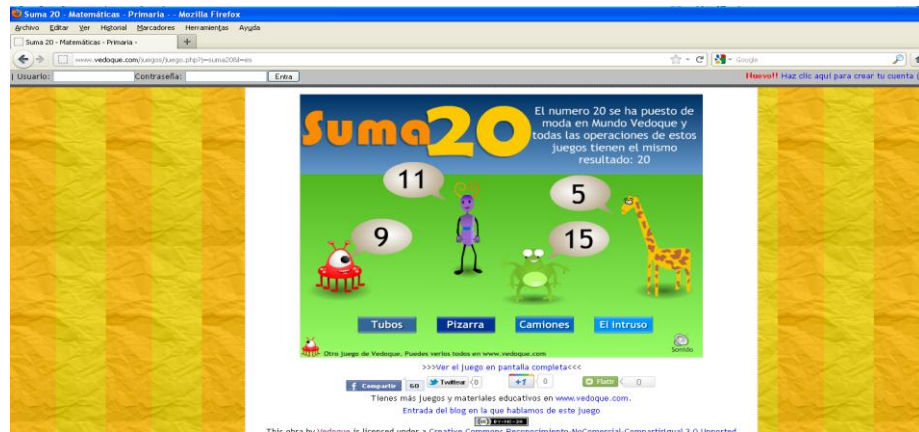 Suma 20 - Matemáticas - Primaria - - Mozilla Firefox
Archivo Editar Ver Historial Marcadores Herramientas Ayuda
Suma 20 - Matemáticas - Primaria -
www.vedoque.com/juegos/juego.php?j=suma20&l=es
Google
| Usuario: Contraseña: Entra
Nuevo!! Haz clic aquí para crear tu cuenta (
Suma20
El numero 20 se ha puesto de
moda en Mundo Vedoque y
todas las operaciones de estos
juegos tienen el mismo
resultado: 20
11
5
9
15
Tubos Pizarra Camiones El intruso
Otro juego de Vedoque. Puedes verlos todos en www.vedoque.com
Sonido
>>>Ver el juego en pantalla completa<<<
Compartir 60 Twittear 0 +1 0 Flattr 0
Tienes más juegos y materiales educativos en www.vedoque.com.
Entrada del blog en la que hablamos de este juego
This obra by Vedoque is licensed under a Creative Commons Reconocimiento-NoComercial-CompartirIgual 3.0 Unported